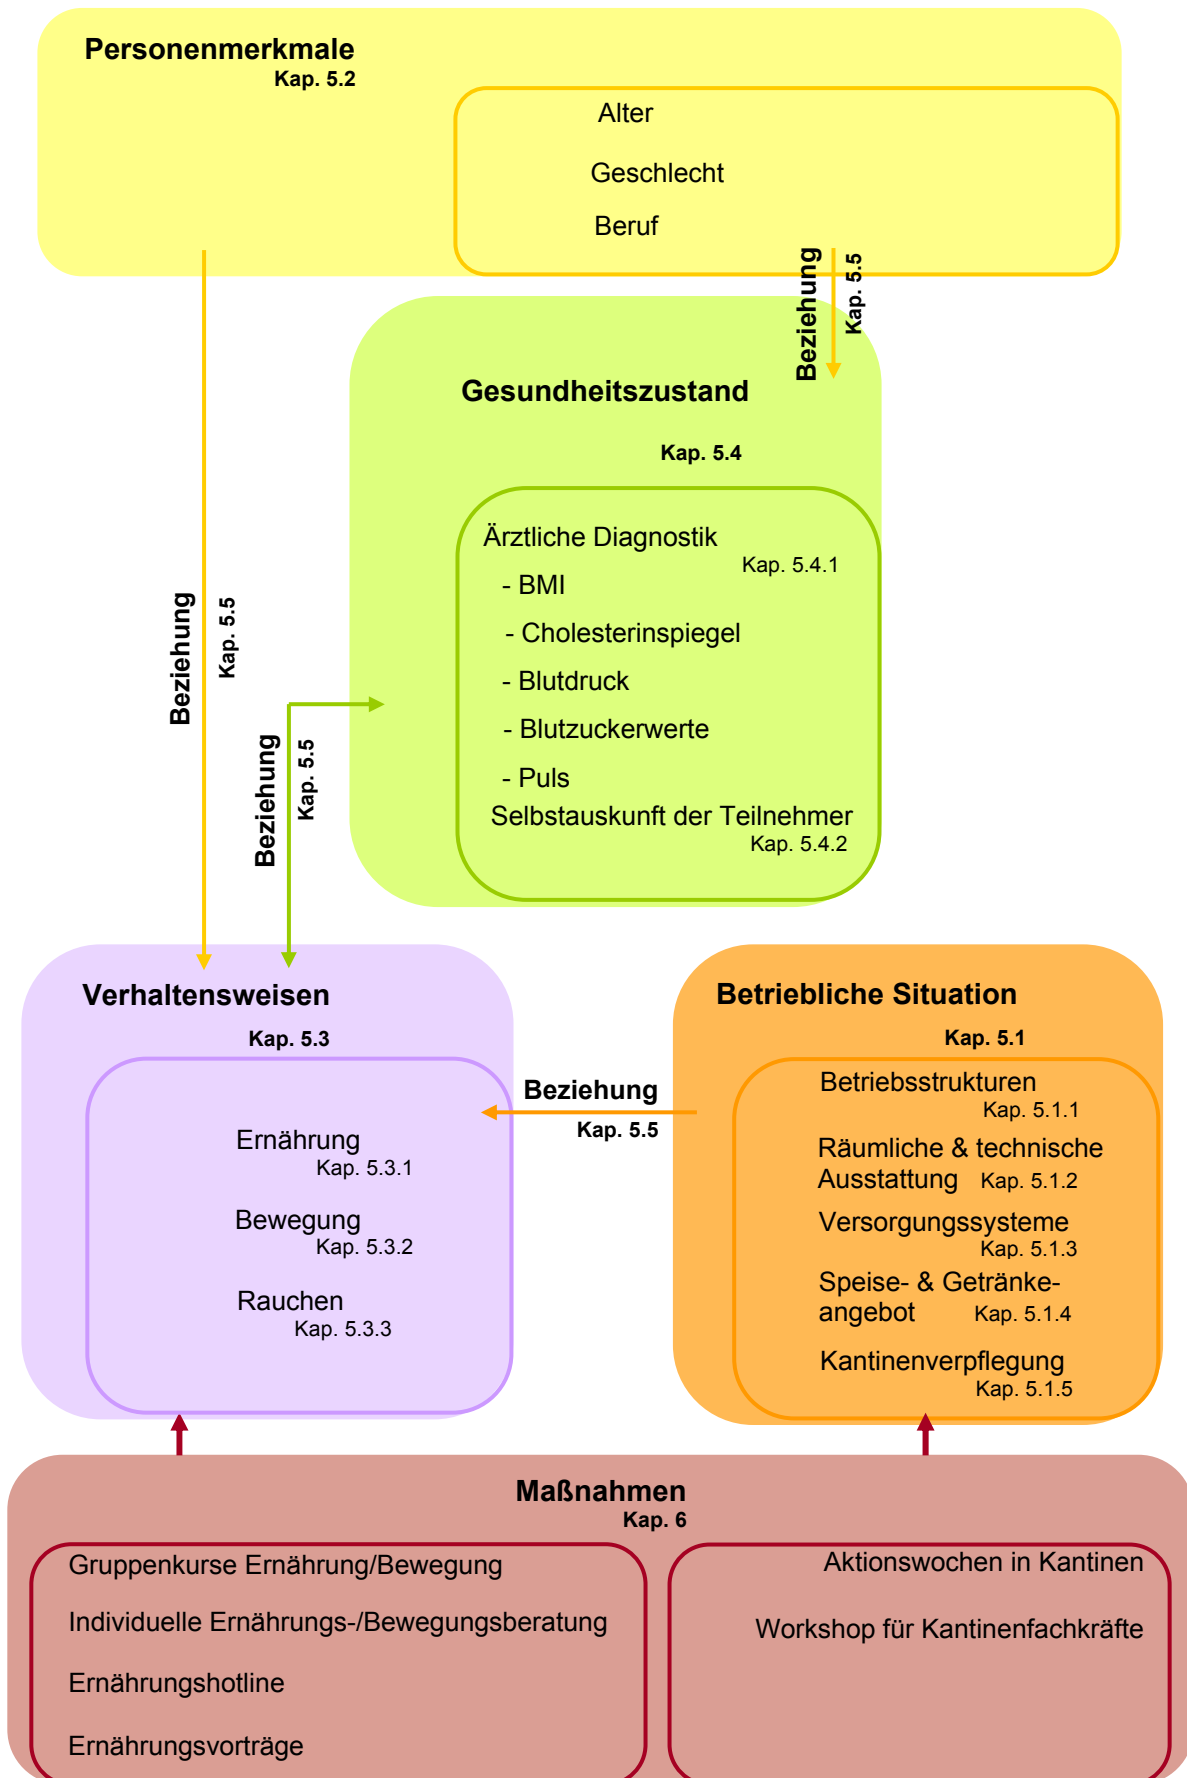 Personenmerkmale
Kap. 5.2
Alter
Geschlecht
Beruf
Beziehung
Kap. 5.5
Gesundheitszustand
Kap. 5.4
Ärztliche Diagnostik
Kap. 5.4.1
- BMI
- Cholesterinspiegel
- Blutdruck
- Blutzuckerwerte
- Puls
Selbstauskunft der Teilnehmer
Kap. 5.4.2
Beziehung
Kap. 5.5
Beziehung
Kap. 5.5
Verhaltensweisen
Kap. 5.3
Ernährung
Kap. 5.3.1
Bewegung
Kap. 5.3.2
Rauchen
Kap. 5.3.3
Beziehung
Kap. 5.5
Betriebliche Situation
Kap. 5.1
Betriebsstrukturen
Kap. 5.1.1
Räumliche & technische
Ausstattung Kap. 5.1.2
Versorgungssysteme
Kap. 5.1.3
Speise- & Getränke-
angebot Kap. 5.1.4
Kantinenverpflegung
Kap. 5.1.5
Maßnahmen
Kap. 6
Gruppenkurse Ernährung/Bewegung
Individuelle Ernährungs-/Bewegungsberatung
Ernährungshotline
Ernährungsvorträge
Aktionswochen in Kantinen
Workshop für Kantinenfachkräfte